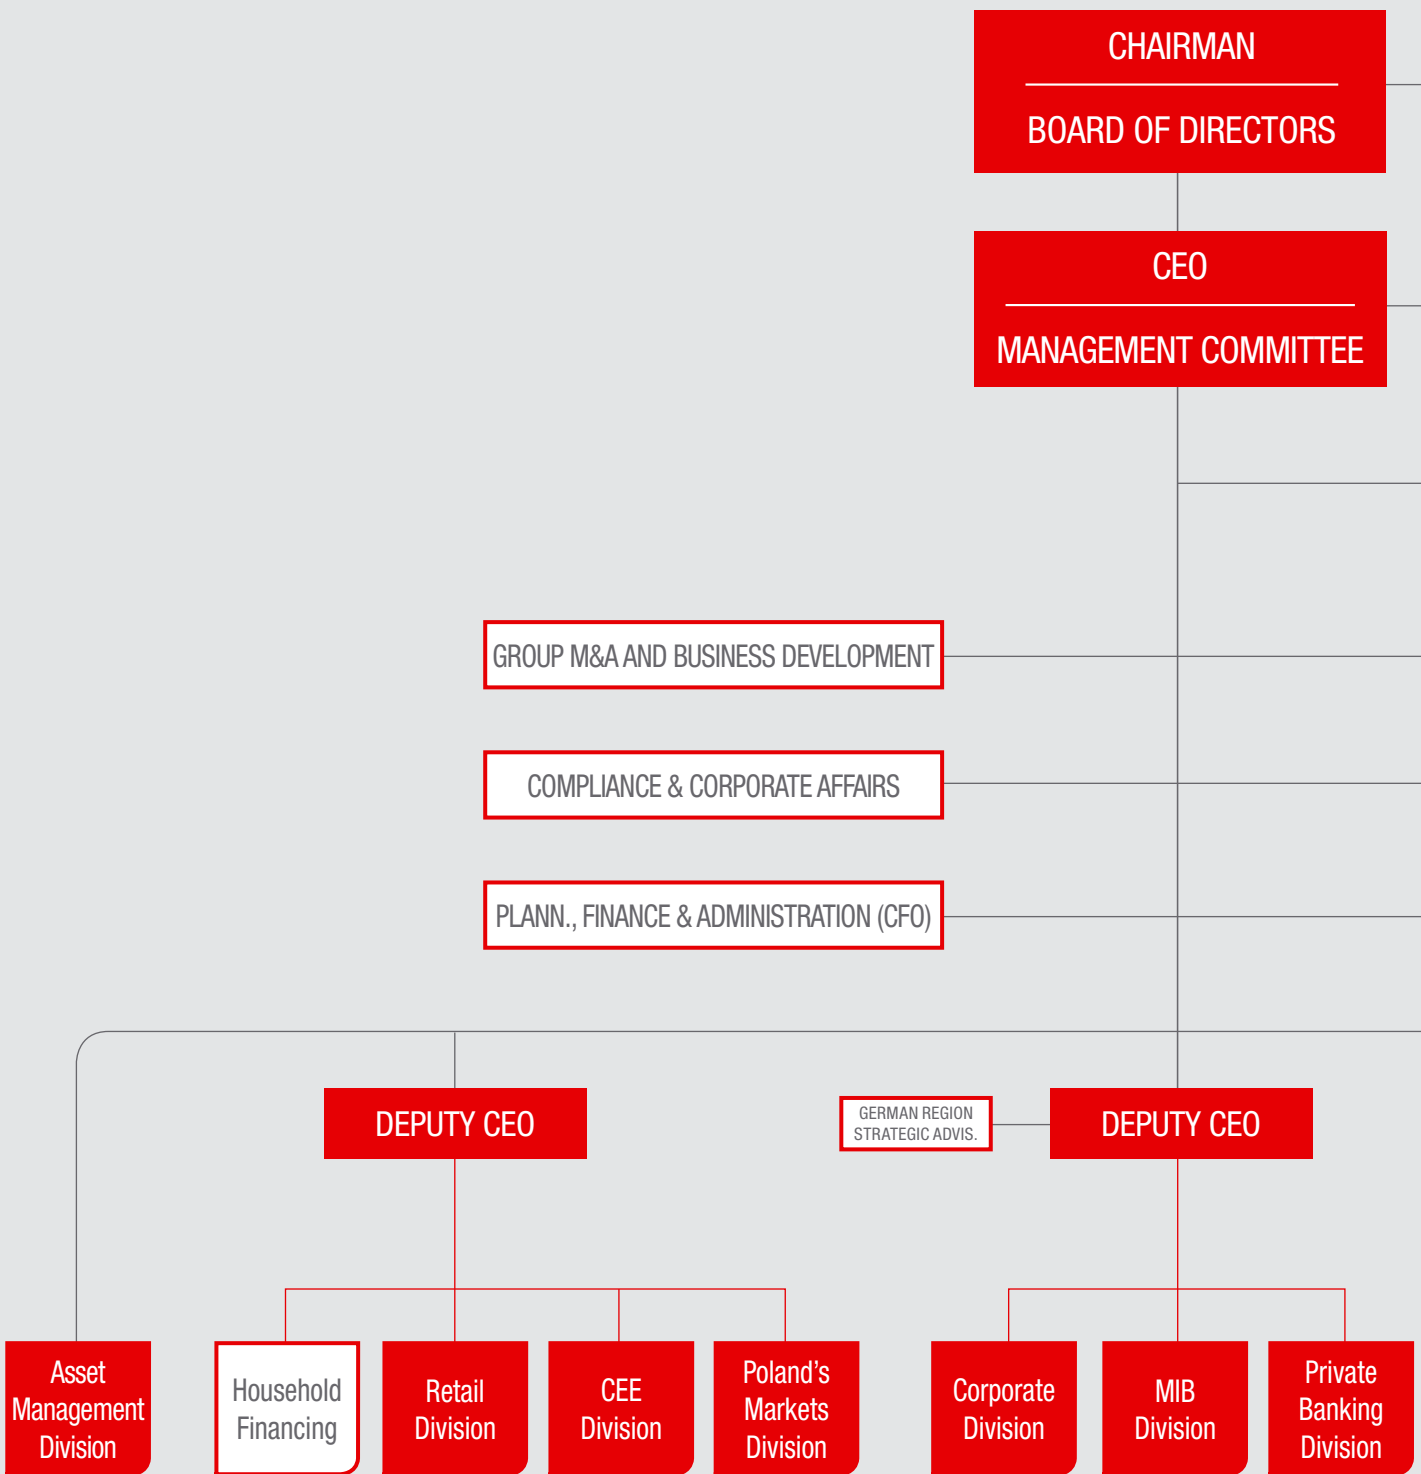 CHAIRMAN
BOARD OF DIRECTORS
CEO
MANAGEMENT COMMITTEE
GROUP M&A AND BUSINESS DEVELOPMENT
COMPLIANCE & CORPORATE AFFAIRS
PLANN., FINANCE & ADMINISTRATION (CFO)
DEPUTY CEO
GERMAN REGION
STRATEGIC ADVIS.
DEPUTY CEO
Asset
Management
Division
Household
Financing
Retail
Division
CEE
Division
Poland's
Markets
Division
Corporate
Division
MIB
Division
Private
Banking
Division